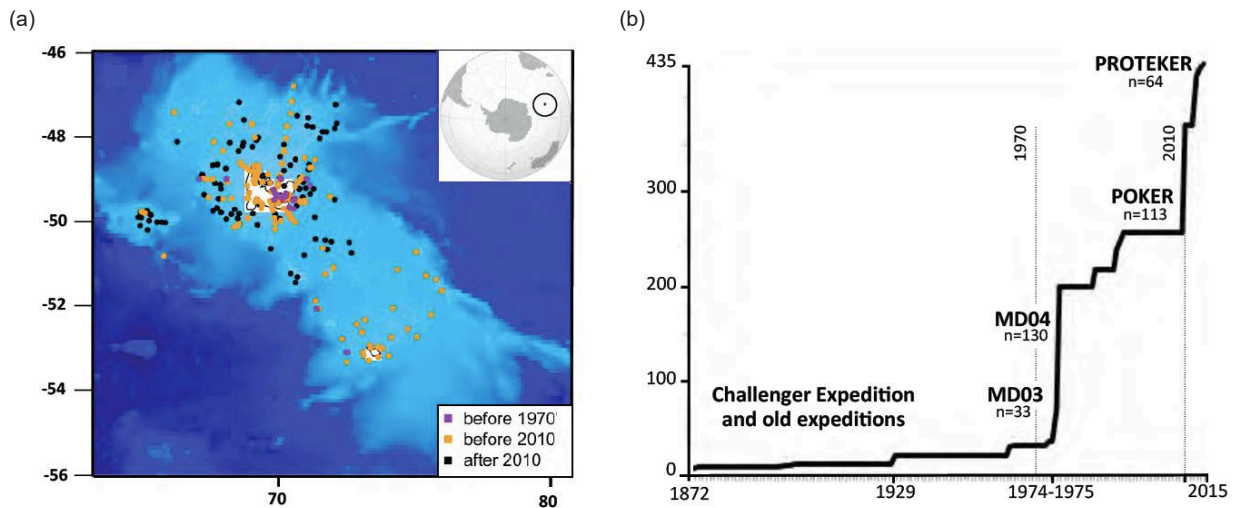 (a)
-46
-48
-50
-52
-54
-56
70
80
before 1970
before 2010
after 2010
(b)
435
300
200
100
0
1872
1929
1974-1975
2015
PROTEKER
n=64
1970
2010
POKER
n=113
MD04
n=130
MD03
n=33
Challenger Expedition
and old expeditions